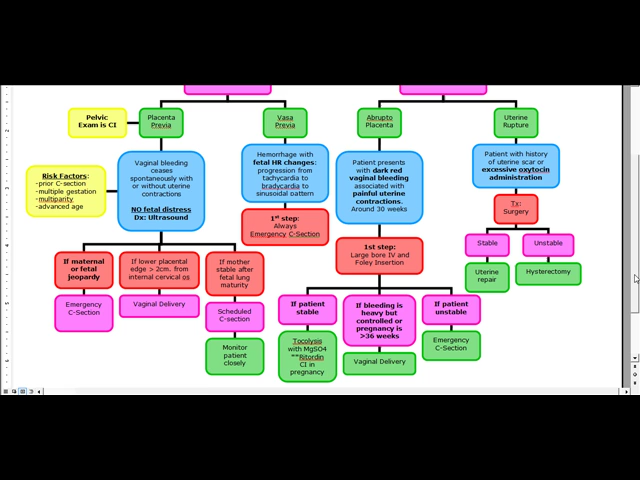 Pelvic
Exam is CI
Placenta
Previa
Vasa
Previa
Abrupto
Placenta
Uterine
Rupture
Risk Factors:
-prior C-section
-multiple gestation
-multiparity
-advanced age
Vaginal bleeding
ceases
spontaneously with
or without uterine
contractions
NO fetal distress
Dx: Ultrasound
Hemorrhage with
fetal HR changes:
progression from
tachycardia to
bradycardia to
sinusoidal pattern
Patient presents
with dark red
vaginal bleeding
associated with
painful uterine
contractions.
Around 30 weeks
Patient with history
of uterine scar or
excessive oxytocin
administration
1st step:
Always
Emergency C-Section
Tx:
Surgery
1st step:
Large bore IV and
Foley Insertion
Stable
Unstable
Uterine
repair
Hysterectomy
If maternal
or fetal
jeopardy
If lower placental
edge > 2cm. from
internal cervical os
If mother
stable after
fetal lung
maturity
Emergency
C-Section
Vaginal Delivery
Scheduled
C-section
Monitor
patient
closely
If patient
stable
If bleeding is
heavy but
controlled or
pregnancy is
>36 weeks
If patient
unstable
Tocolysis
with MgSO4
**Ritordin
CI in
pregnancy
Vaginal Delivery
Emergency
C-Section